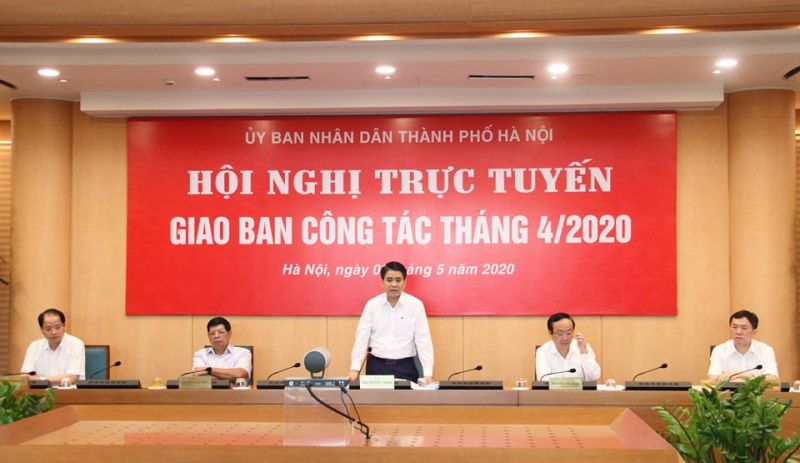 ỦY BAN NHÂN DÂN THÀNH PHỐ HÀ NỘI
HỘI NGHỊ TRỰC TUYẾN
GIAO BAN CÔNG TÁC THÁNG 4/2020
Hà Nội, ngày 5 năm 2020